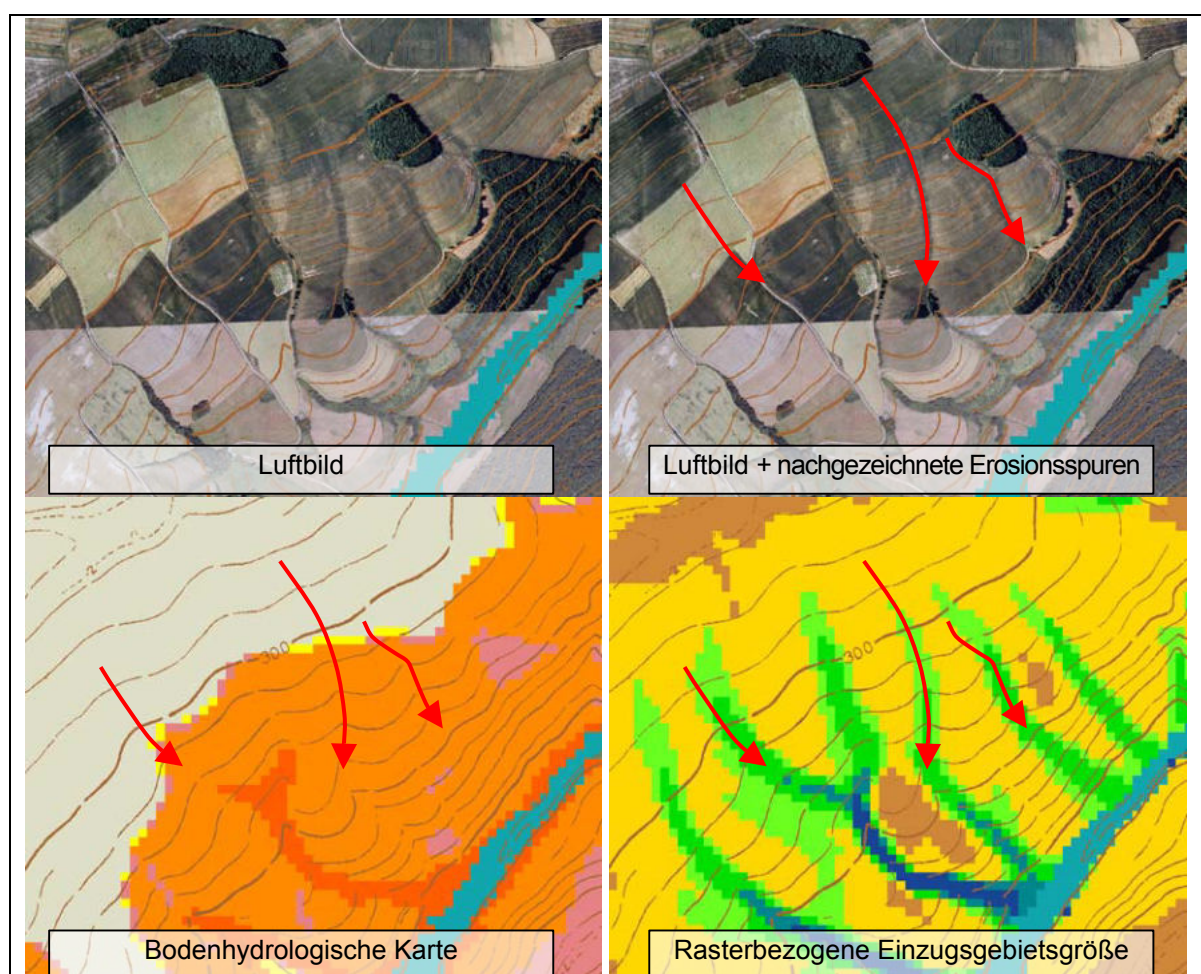 Luftbild
Luftbild + nachgezeichnete Erosionsspuren
300
300
Bodenhydrologische Karte
Rasterbezogene Einzugsgebietsgröße